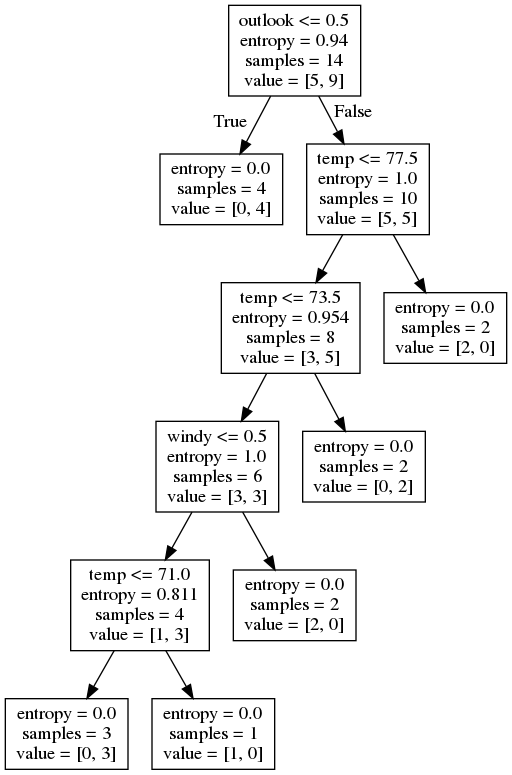 outlook <= 0.5
entropy = 0.94
samples = 14
value = [5, 9]
True
False
entropy = 0.0
samples = 4
value = [0, 4]
temp <= 77.5
entropy = 1.0
samples = 10
value = [5, 5]
temp <= 73.5
entropy = 0.954
samples = 8
value = [3, 5]
entropy = 0.0
samples = 2
value = [2, 0]
windy <= 0.5
entropy = 1.0
samples = 6
value = [3, 3]
entropy = 0.0
samples = 2
value = [0, 2]
temp <= 71.0
entropy = 0.811
samples = 4
value = [1, 3]
entropy = 0.0
samples = 2
value = [2, 0]
entropy = 0.0
samples = 3
value = [0, 3]
entropy = 0.0
samples = 1
value = [1, 0]